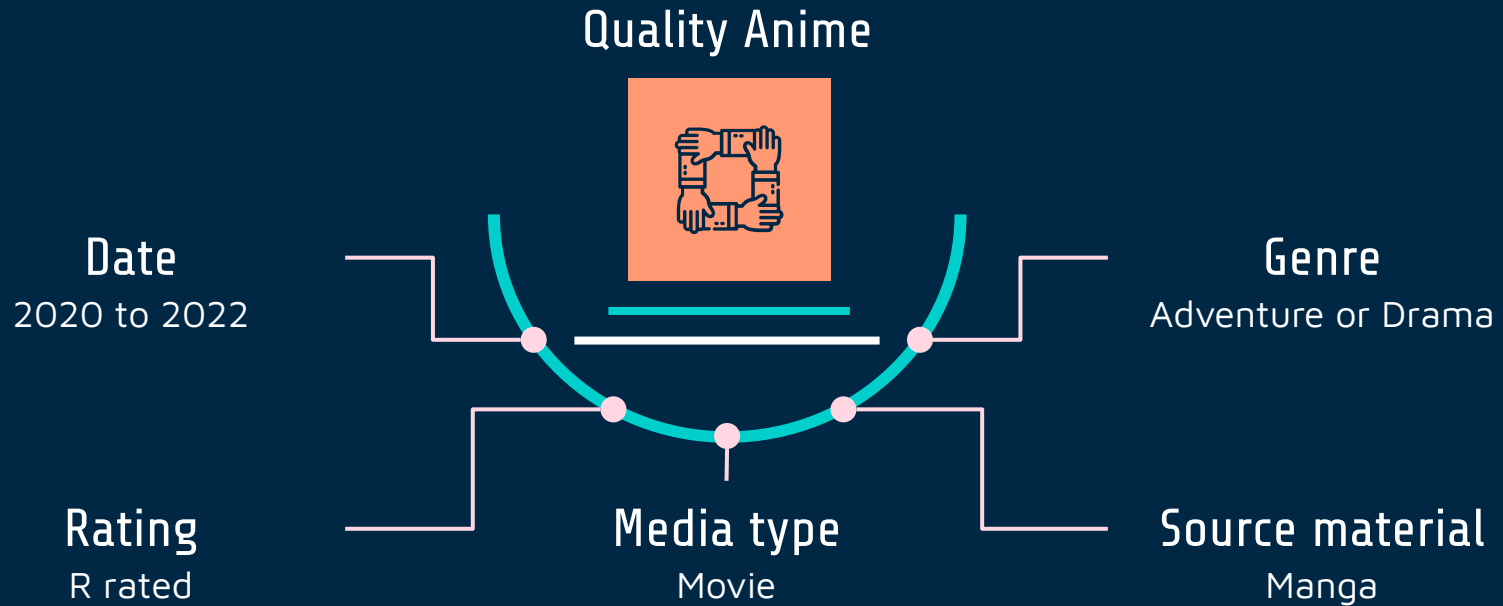 Quality Anime
Date
2020 to 2022
Genre
Adventure or Drama
Rating
R rated
Media type
Movie
Source material
Manga